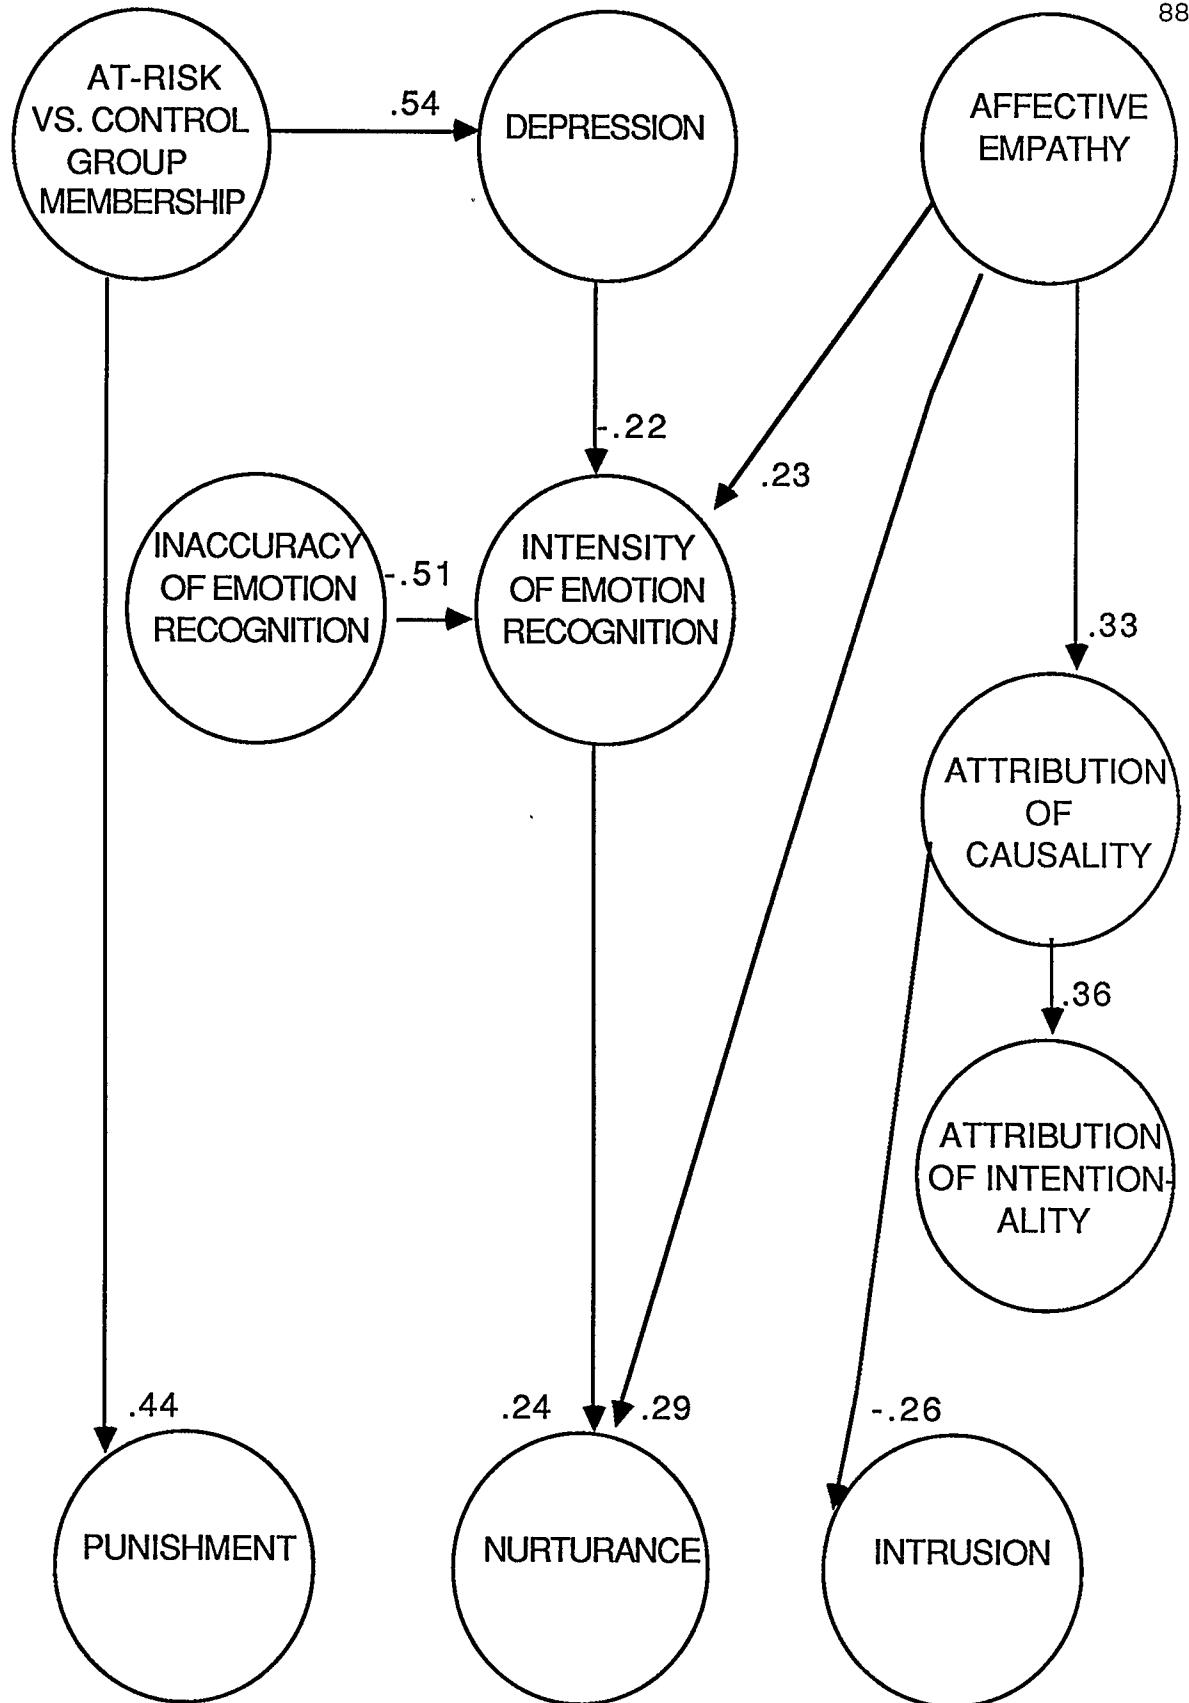 88
AT-RISK
VS. CONTROL
GROUP
MEMBERSHIP
.54
DEPRESSION
AFFECTIVE
EMPATHY
-.22
.23
INACCURACY
OF EMOTION
RECOGNITION
-.51
INTENSITY
OF EMOTION
RECOGNITION
.33
ATTRIBUTION
OF
CAUSALITY
.36
ATTRIBUTION
OF INTENTION-
ALITY
.44
.24
.29
-.26
PUNISHMENT
NURTURANCE
INTRUSION